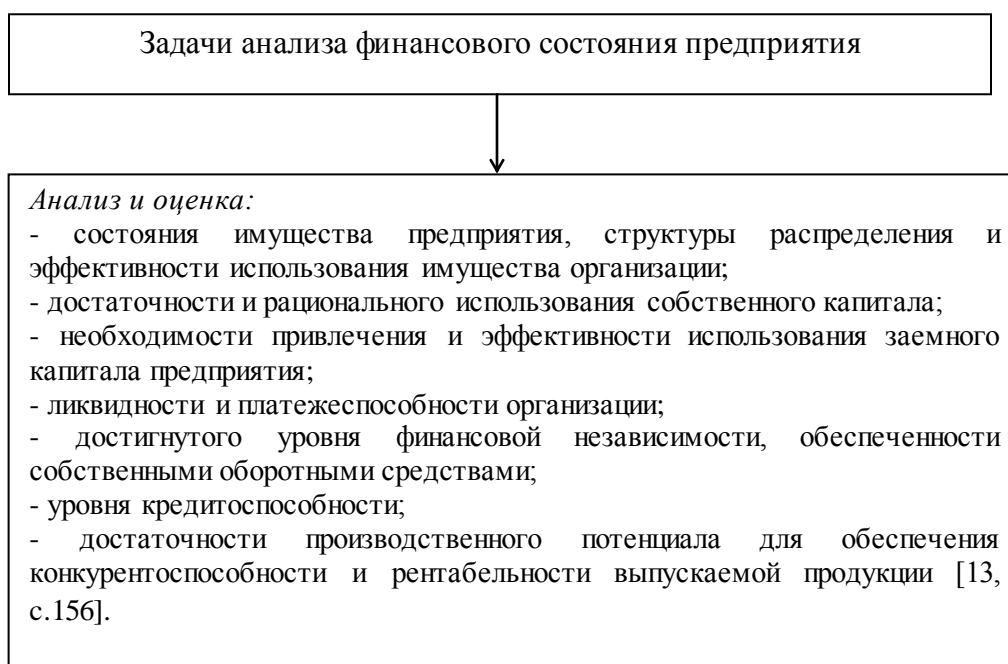 Задачи анализа финансового состояния предприятия
Анализ и оценка:
- состояния имущества предприятия, структуры распределения и
эффективности использования имущества организации;
- достаточности и рационального использования собственного капитала;
- необходимости привлечения и эффективности использования заемного
капитала предприятия;
- ликвидности и платежеспособности организации;
- достигнутого уровня финансовой независимости, обеспеченности
собственными оборотными средствами;
- уровня кредитоспособности;
- достаточности производственного потенциала для обеспечения
конкурентоспособности и рентабельности выпускаемой продукции [13,
с.156].